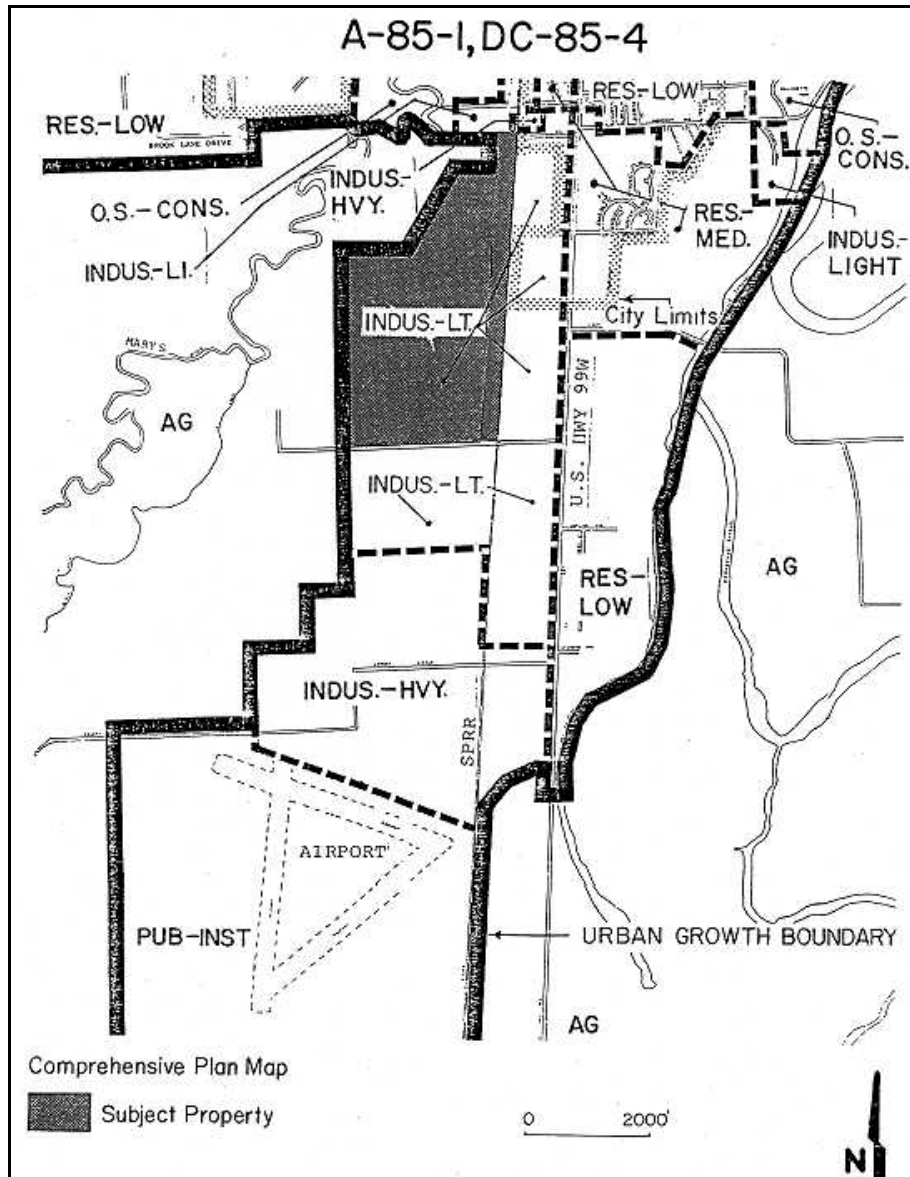 A-85-1, DC-85-4
RES.-LOW
RES.-LOW
BROOK LANE DRIVE
O.S.-
CONS.
INDUS.-
HVY.
O.S.-CONS.
RES.-
MED.
INDUS.-
LIGHT
INDUS.-LI.
INDUS.-LT.
City Limits
MARYS
AG
U.S. HWY 99W
INDUS.-LT.
AG
RES-
LOW
INDUS.-HVY.
SPRR
AIRPORT
PUB-INST
URBAN GROWTH BOUNDARY
AG
Comprehensive Plan Map
Subject Property
0 2000'
N